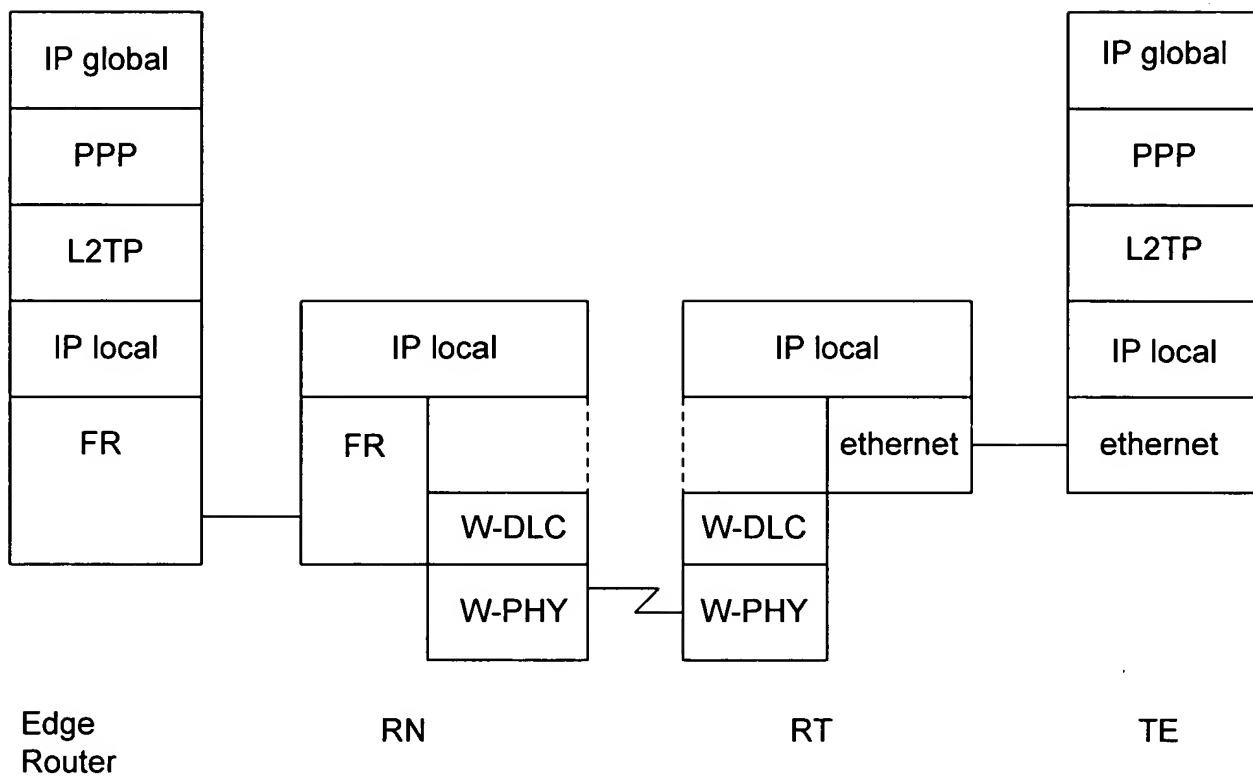 IP global
PPP
L2TP
IP local
FR
IP local
FR
W-DLC
W-PHY
IP local
ethernet
W-DLC
W-PHY
IP global
PPP
L2TP
IP local
ethernet
Edge
Router
RN
RT
TE